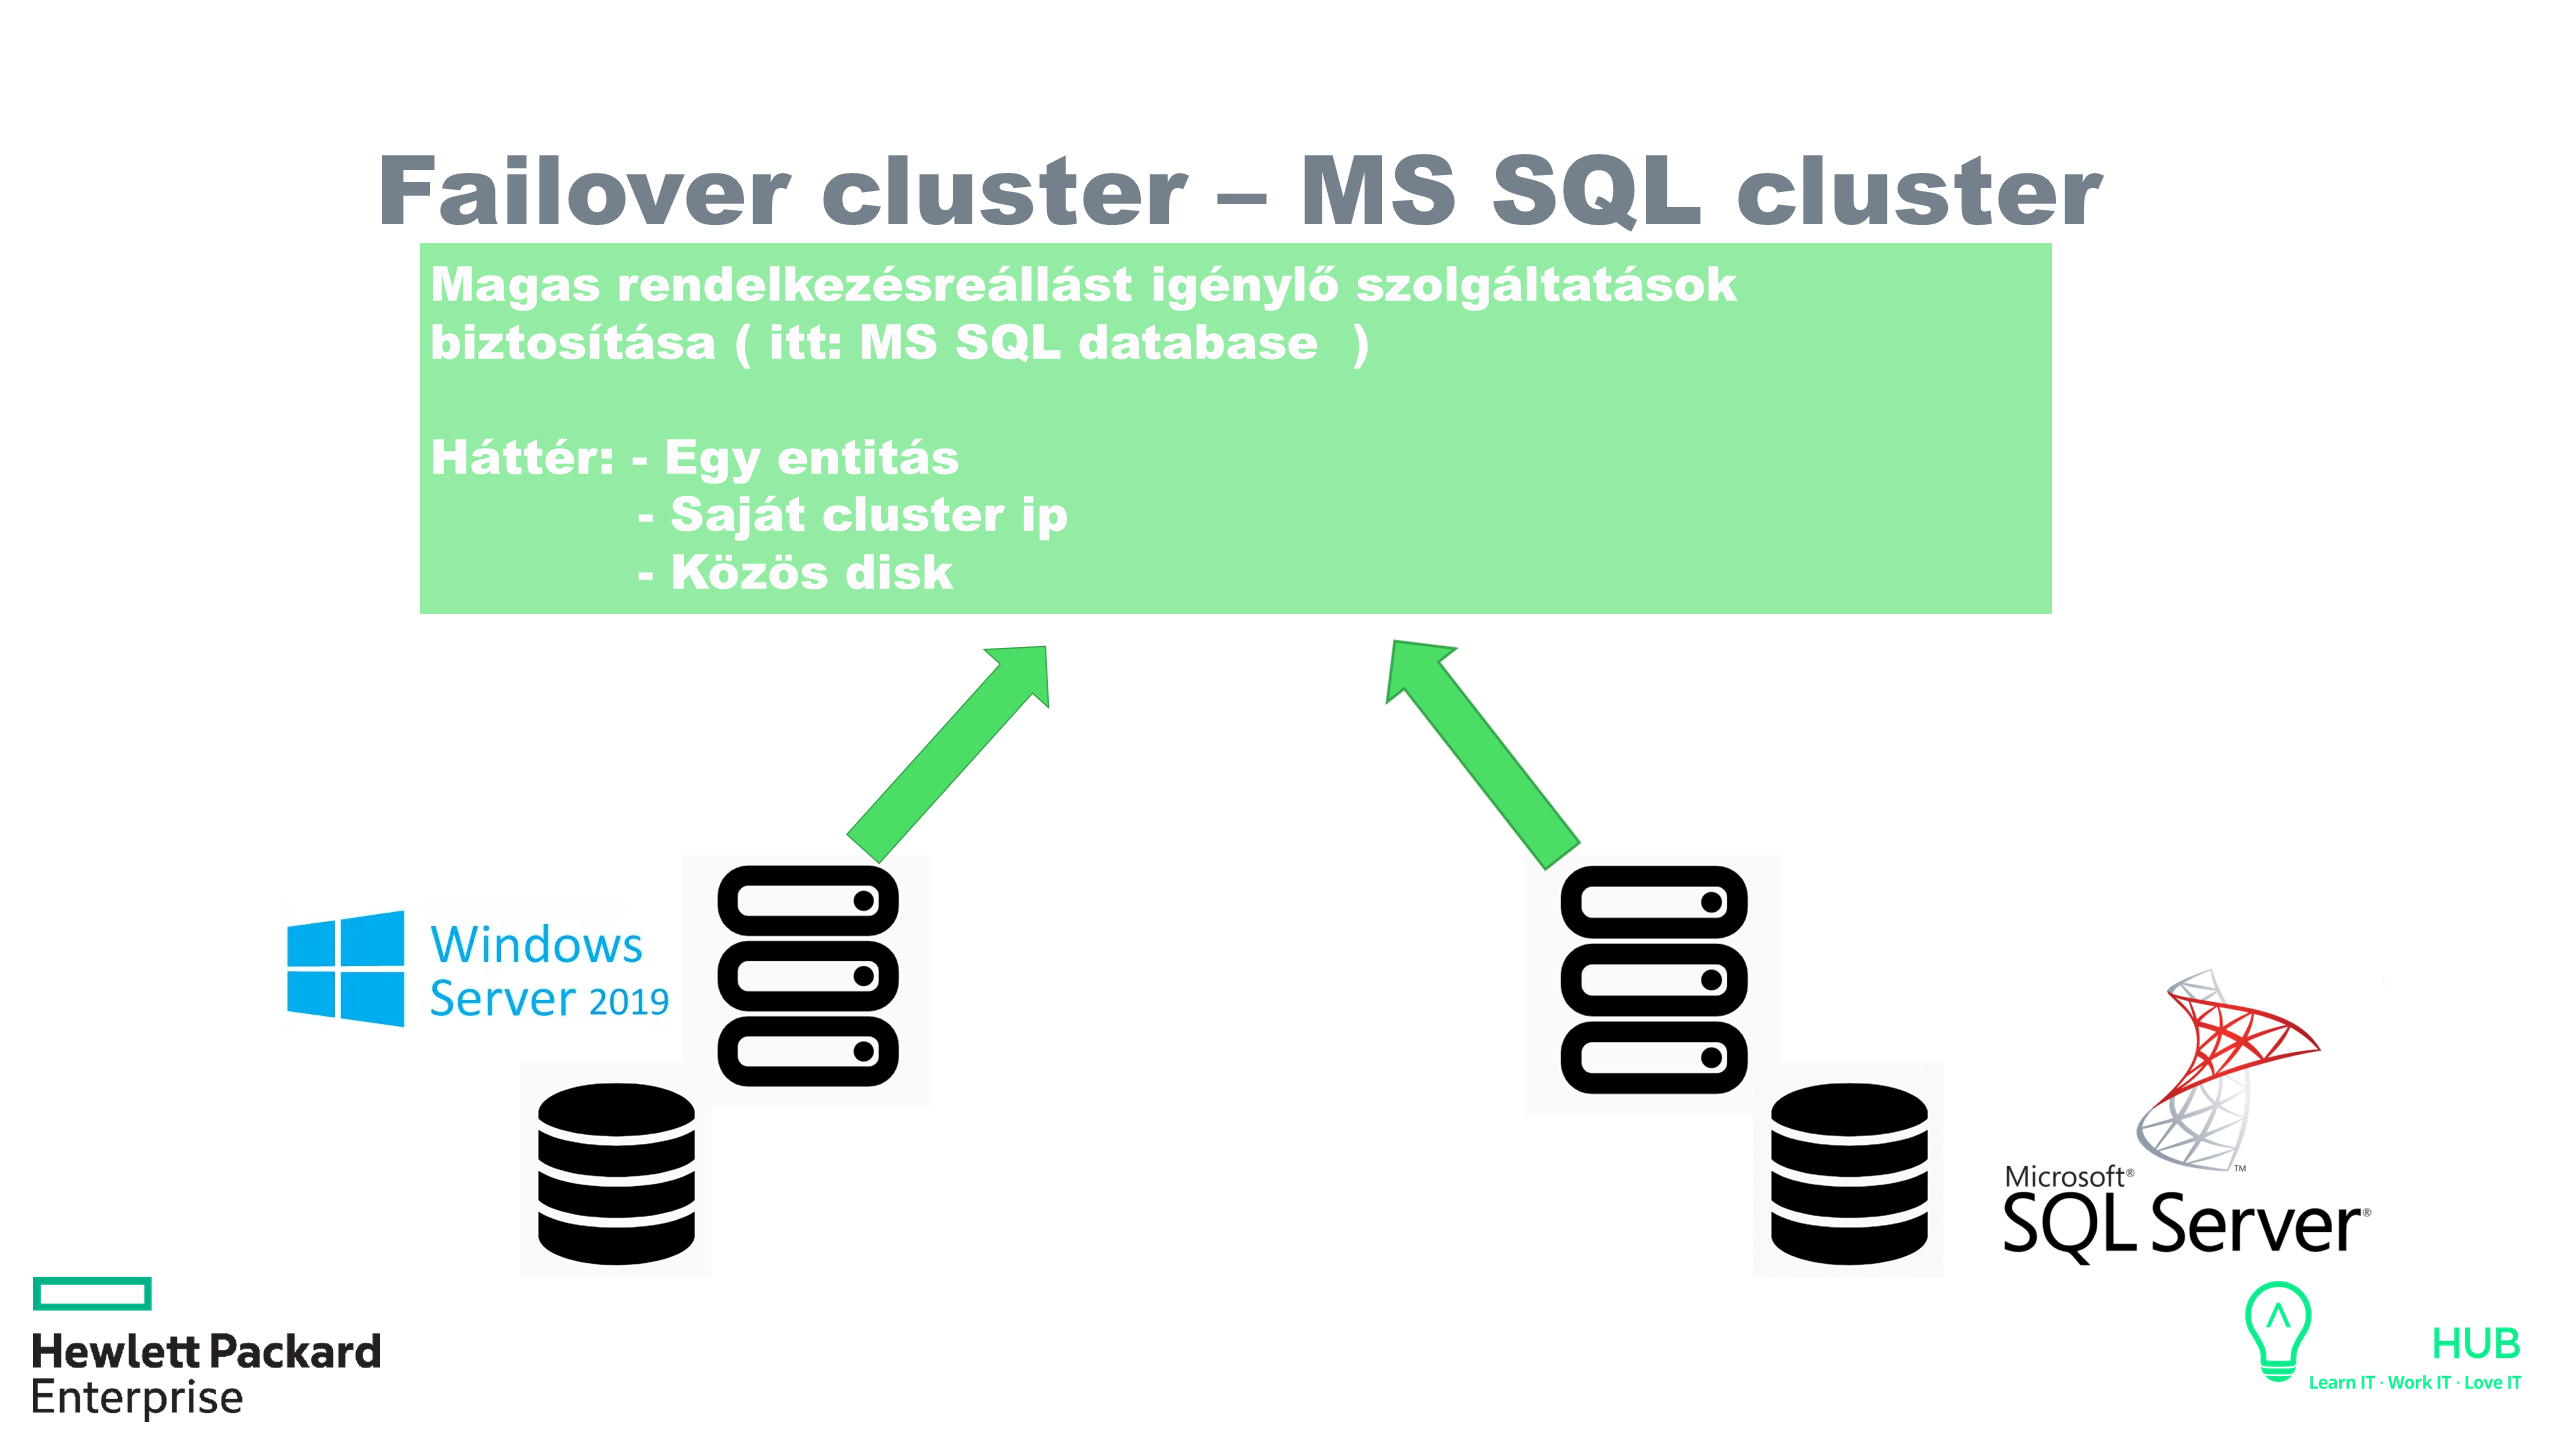 Failover cluster – MS SQL cluster
Magas rendelkezésreállást igénylő szolgáltatások
biztosítása ( itt: MS SQL database  )
Háttér: - Egy entitás
- Saját cluster ip
- Közös disk
Windows
Server 2019
Microsoft®
™
SQL Server®
Hewlett Packard
Enterprise
HUB
Learn IT · Work IT · Love IT